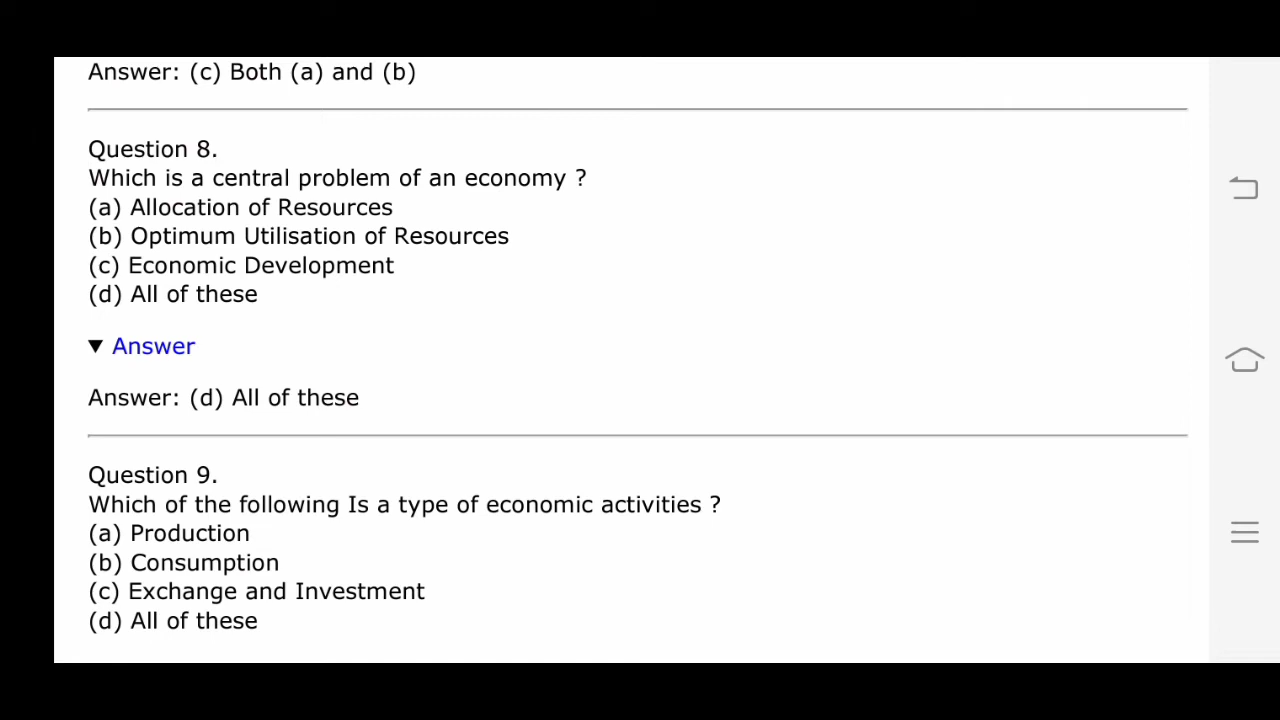 Answer: (c) Both (a) and (b)
Question 8.
Which is a central problem of an economy ?
(a) Allocation of Resources
(b) Optimum Utilisation of Resources
(c) Economic Development
(d) All of these
▼ Answer
Answer: (d) All of these
Question 9.
Which of the following Is a type of economic activities ?
(a) Production
(b) Consumption
(c) Exchange and Investment
(d) All of these